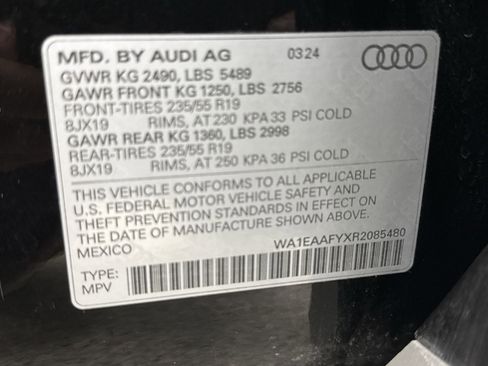 MFD. BY AUDI AG 03:24
GVWR KG 2490, LBS 5489
GAWR FRONT KG 1250, LBS 2756
FRONT-TIRES 235/55 R19
8JX19 RIMS, AT 230 KPA 33 PSI COLD
GAWR REAR KG 1360, LBS 2998
REAR-TIRES 235/55 R19
8JX19 RIMS, AT 250 KPA 36 PSI COLD
THIS VEHICLE CONFORMS TO ALL APPLICABLE
U.S. FEDERAL MOTOR VEHICLE SAFETY AND
THEFT PREVENTION STANDARDS IN EFFECT ON
THE DATE OF MANUFACTURE SHOWN ABOVE
MEXICO WA1EAAFYXR2085480
TYPE:
MPV